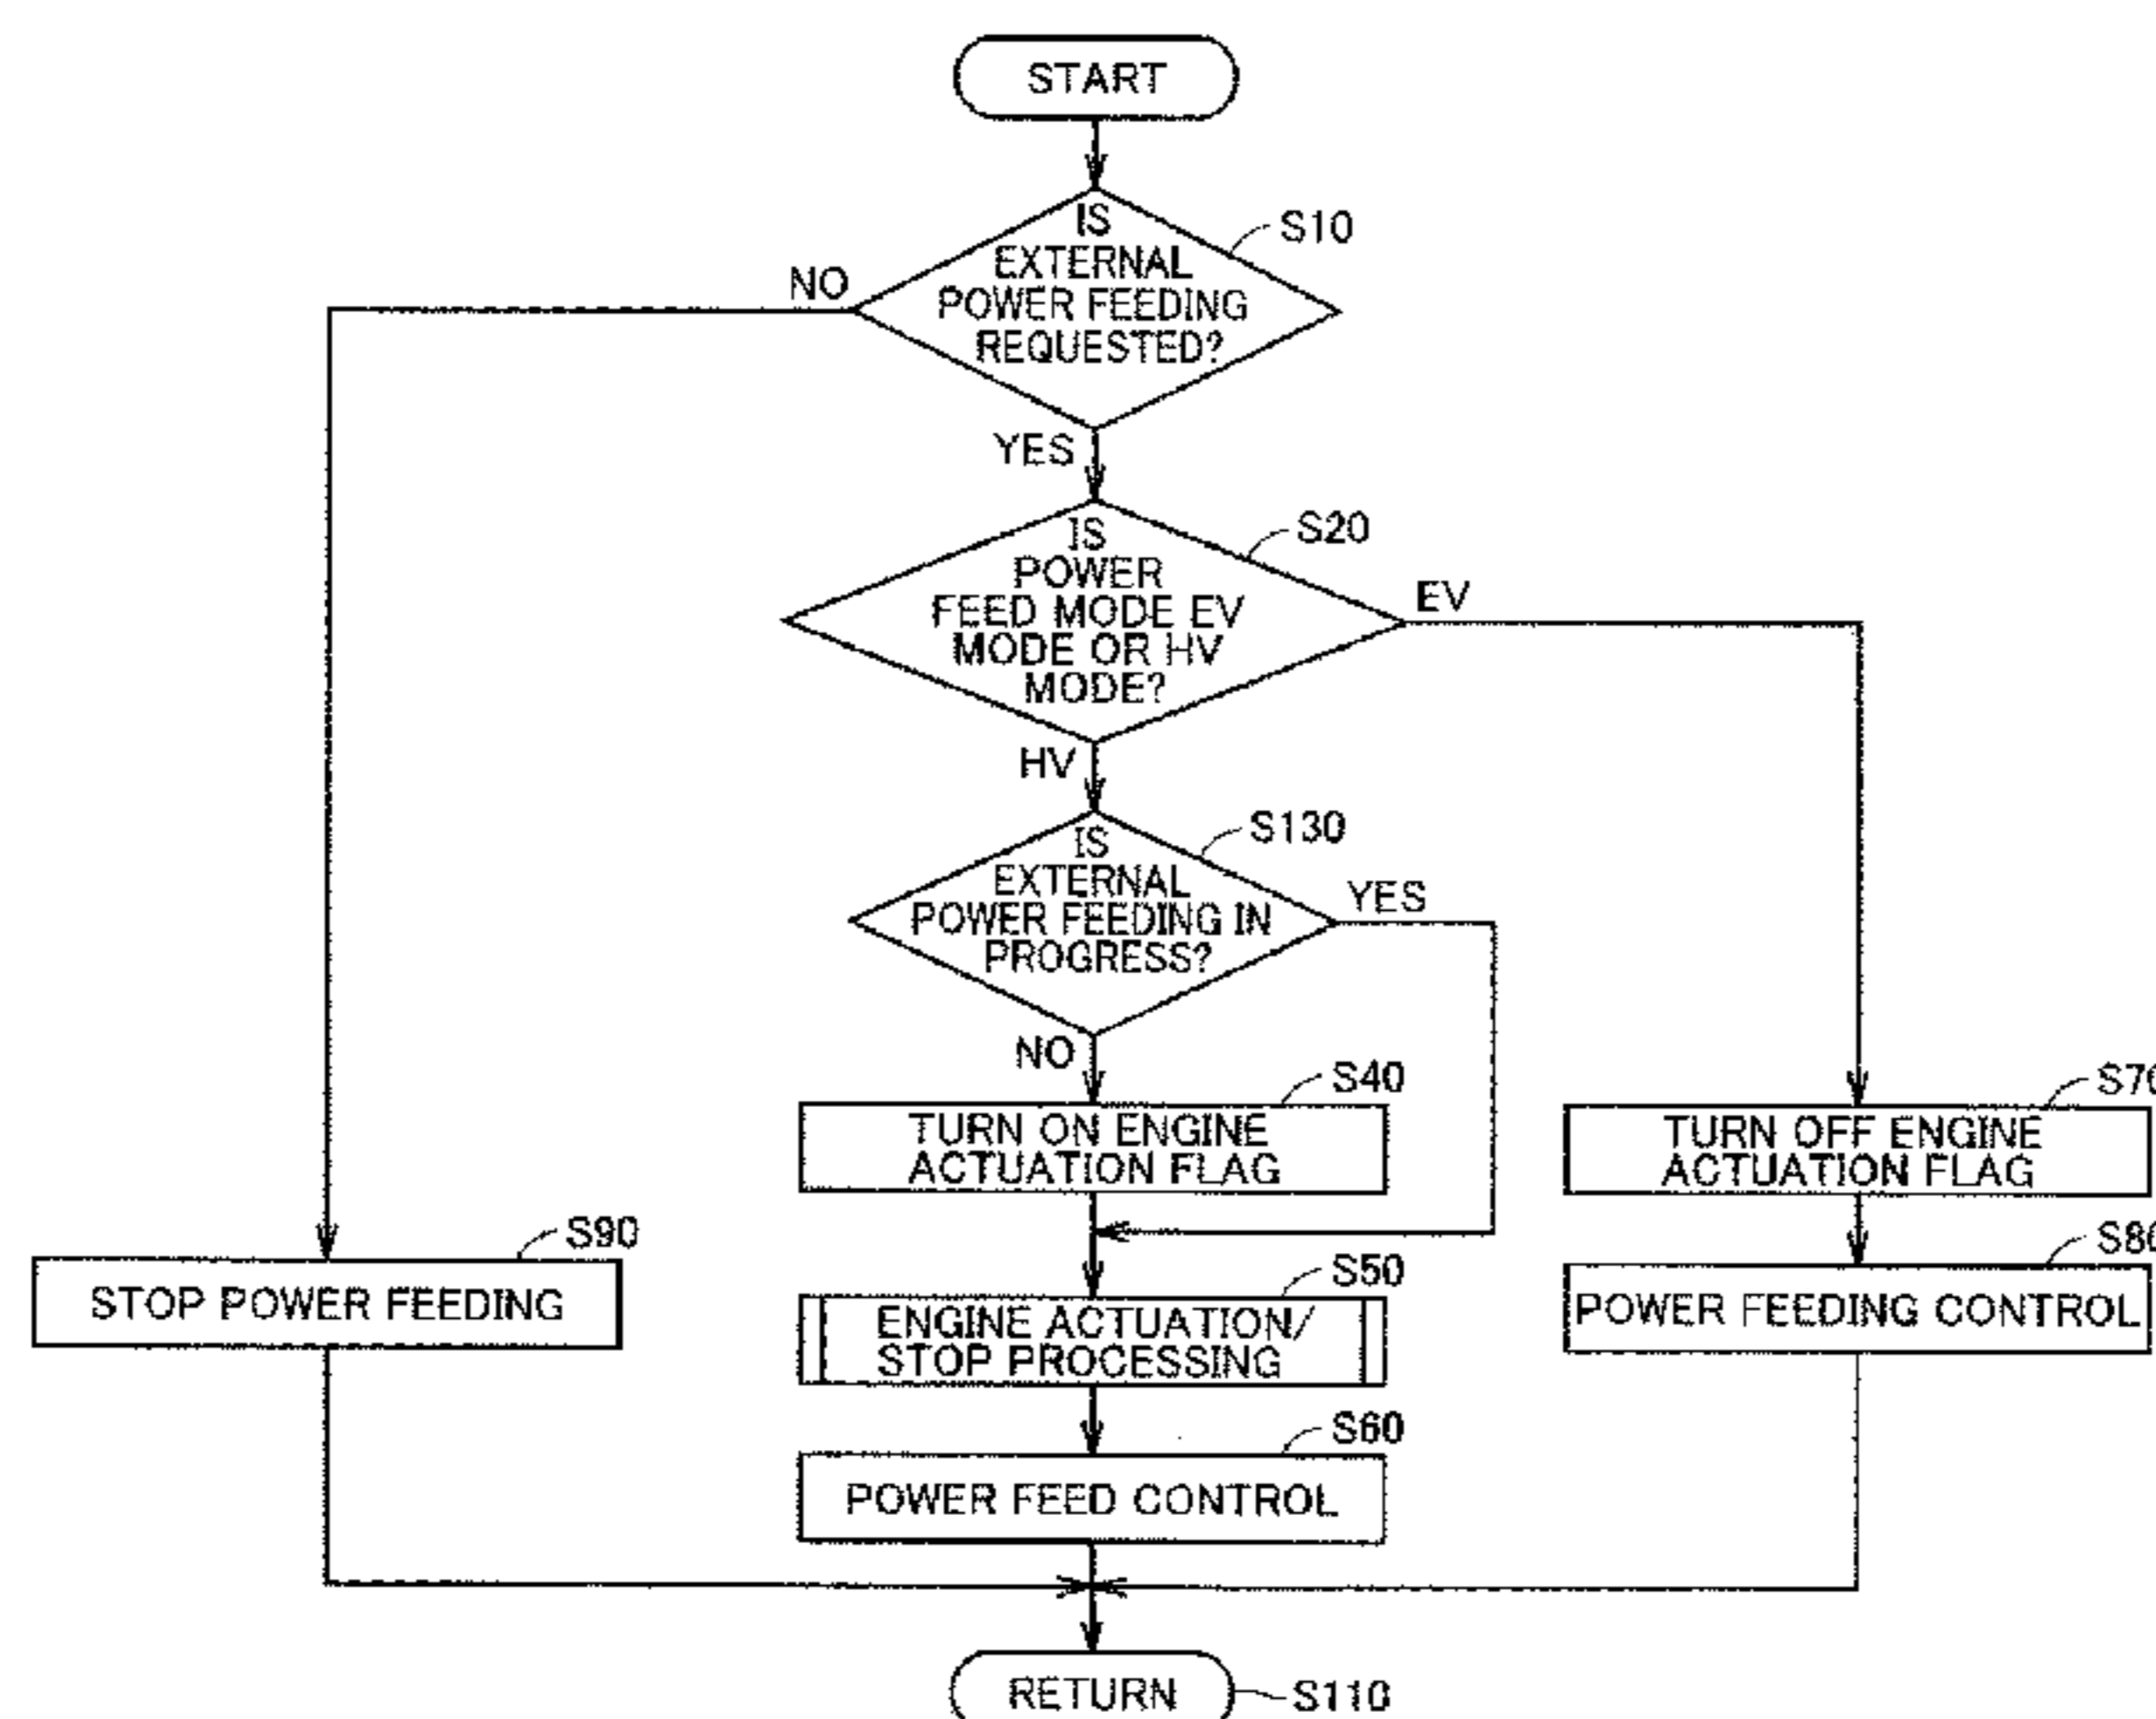 START
IS
EXTERNAL
POWER FEEDING
REQUESTED?
S10
NO
YES
IS
POWER
FEED MODE EV
MODE OR HV
MODE?
S20
EV
HV
IS
EXTERNAL
POWER FEEDING IN
PROGRESS?
S130
YES
NO
S40
TURN ON ENGINE
ACTUATION FLAG
S70
TURN OFF ENGINE
ACTUATION FLAG
S90
STOP POWER FEEDING
S50
ENGINE ACTUATION/
STOP PROCESSING
S80
POWER FEEDING CONTROL
S60
POWER FEED CONTROL
RETURN
S110